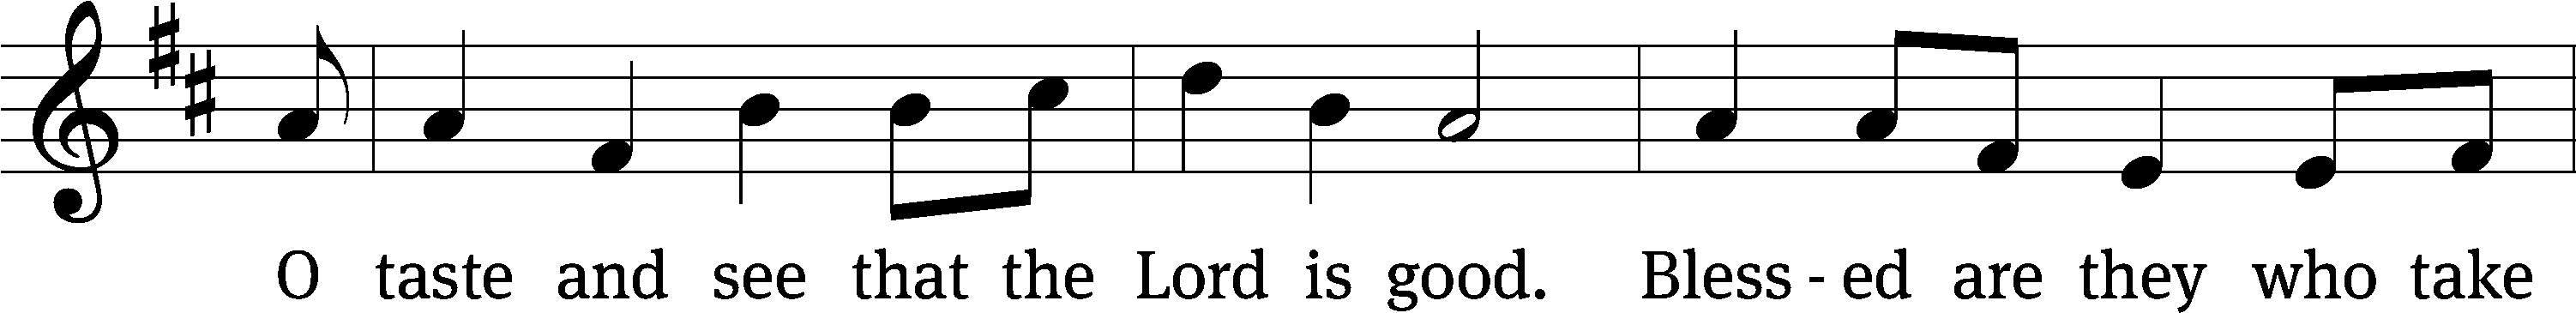 O taste and see that the Lord is good. Bless - ed are they who take